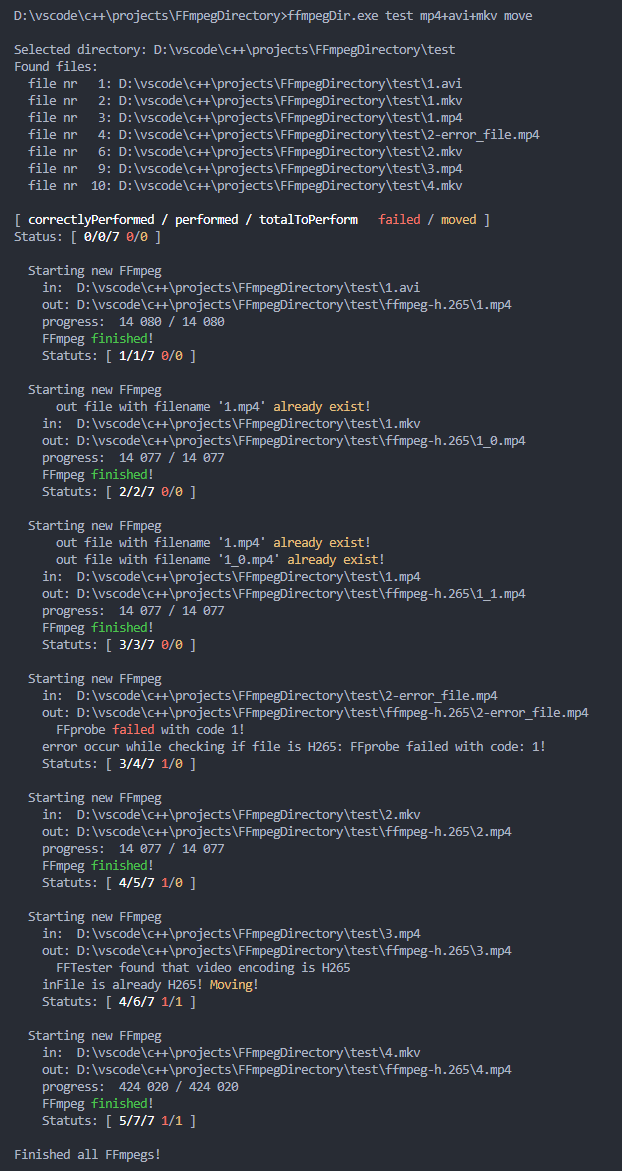 D:\vscode\c++\projects\FFmpegDirectory>ffmpegDir.exe test mp4+avi+mkv move
Selected directory: D:\vscode\c++\projects\FFmpegDirectory\test
Found files:
file nr 1: D:\vscode\c++\projects\FFmpegDirectory\test\1.avi
file nr 2: D:\vscode\c++\projects\FFmpegDirectory\test\1.mkv
file nr 3: D:\vscode\c++\projects\FFmpegDirectory\test\1.mp4
file nr 4: D:\vscode\c++\projects\FFmpegDirectory\test\2-error_file.mp4
file nr 6: D:\vscode\c++\projects\FFmpegDirectory\test\2.mkv
file nr 9: D:\vscode\c++\projects\FFmpegDirectory\test\3.mp4
file nr 10: D:\vscode\c++\projects\FFmpegDirectory\test\4.mkv
[ correctlyPerformed / performed / totalToPerform failed / moved ]
Status: [ 0/0/7 0/0 ]
Starting new FFmpeg
in: D:\vscode\c++\projects\FFmpegDirectory\test\1.avi
out: D:\vscode\c++\projects\FFmpegDirectory\test\ffmpeg-h.265\1.mp4
progress: 14 080 / 14 080
FFmpeg finished!
Statuts: [ 1/1/7 0/0 ]
Starting new FFmpeg
out file with filename '1.mp4' already exist!
in: D:\vscode\c++\projects\FFmpegDirectory\test\1.mkv
out: D:\vscode\c++\projects\FFmpegDirectory\test\ffmpeg-h.265\1_0.mp4
progress: 14 077 / 14 077
FFmpeg finished!
Statuts: [ 2/2/7 0/0 ]
Starting new FFmpeg
out file with filename '1.mp4' already exist!
out file with filename '1_0.mp4' already exist!
in: D:\vscode\c++\projects\FFmpegDirectory\test\1.mp4
out: D:\vscode\c++\projects\FFmpegDirectory\test\ffmpeg-h.265\1_1.mp4
progress: 14 077 / 14 077
FFmpeg finished!
Statuts: [ 3/3/7 0/0 ]
Starting new FFmpeg
in: D:\vscode\c++\projects\FFmpegDirectory\test\2-error_file.mp4
out: D:\vscode\c++\projects\FFmpegDirectory\test\ffmpeg-h.265\2-error_file.mp4
FFprobe failed with code 1!
error occur while checking if file is H265: FFprobe failed with code: 1!
Statuts: [ 3/4/7 1/0 ]
Starting new FFmpeg
in: D:\vscode\c++\projects\FFmpegDirectory\test\2.mkv
out: D:\vscode\c++\projects\FFmpegDirectory\test\ffmpeg-h.265\2.mp4
progress: 14 077 / 14 077
FFmpeg finished!
Statuts: [ 4/5/7 1/0 ]
Starting new FFmpeg
in: D:\vscode\c++\projects\FFmpegDirectory\test\3.mp4
out: D:\vscode\c++\projects\FFmpegDirectory\test\ffmpeg-h.265\3.mp4
FFTester found that video encoding is H265
inFile is already H265! Moving!
Statuts: [ 4/6/7 1/1 ]
Starting new FFmpeg
in: D:\vscode\c++\projects\FFmpegDirectory\test\4.mkv
out: D:\vscode\c++\projects\FFmpegDirectory\test\ffmpeg-h.265\4.mp4
progress: 424 020 / 424 020
FFmpeg finished!
Statuts: [ 5/7/7 1/1 ]
Finished all FFmpegs!